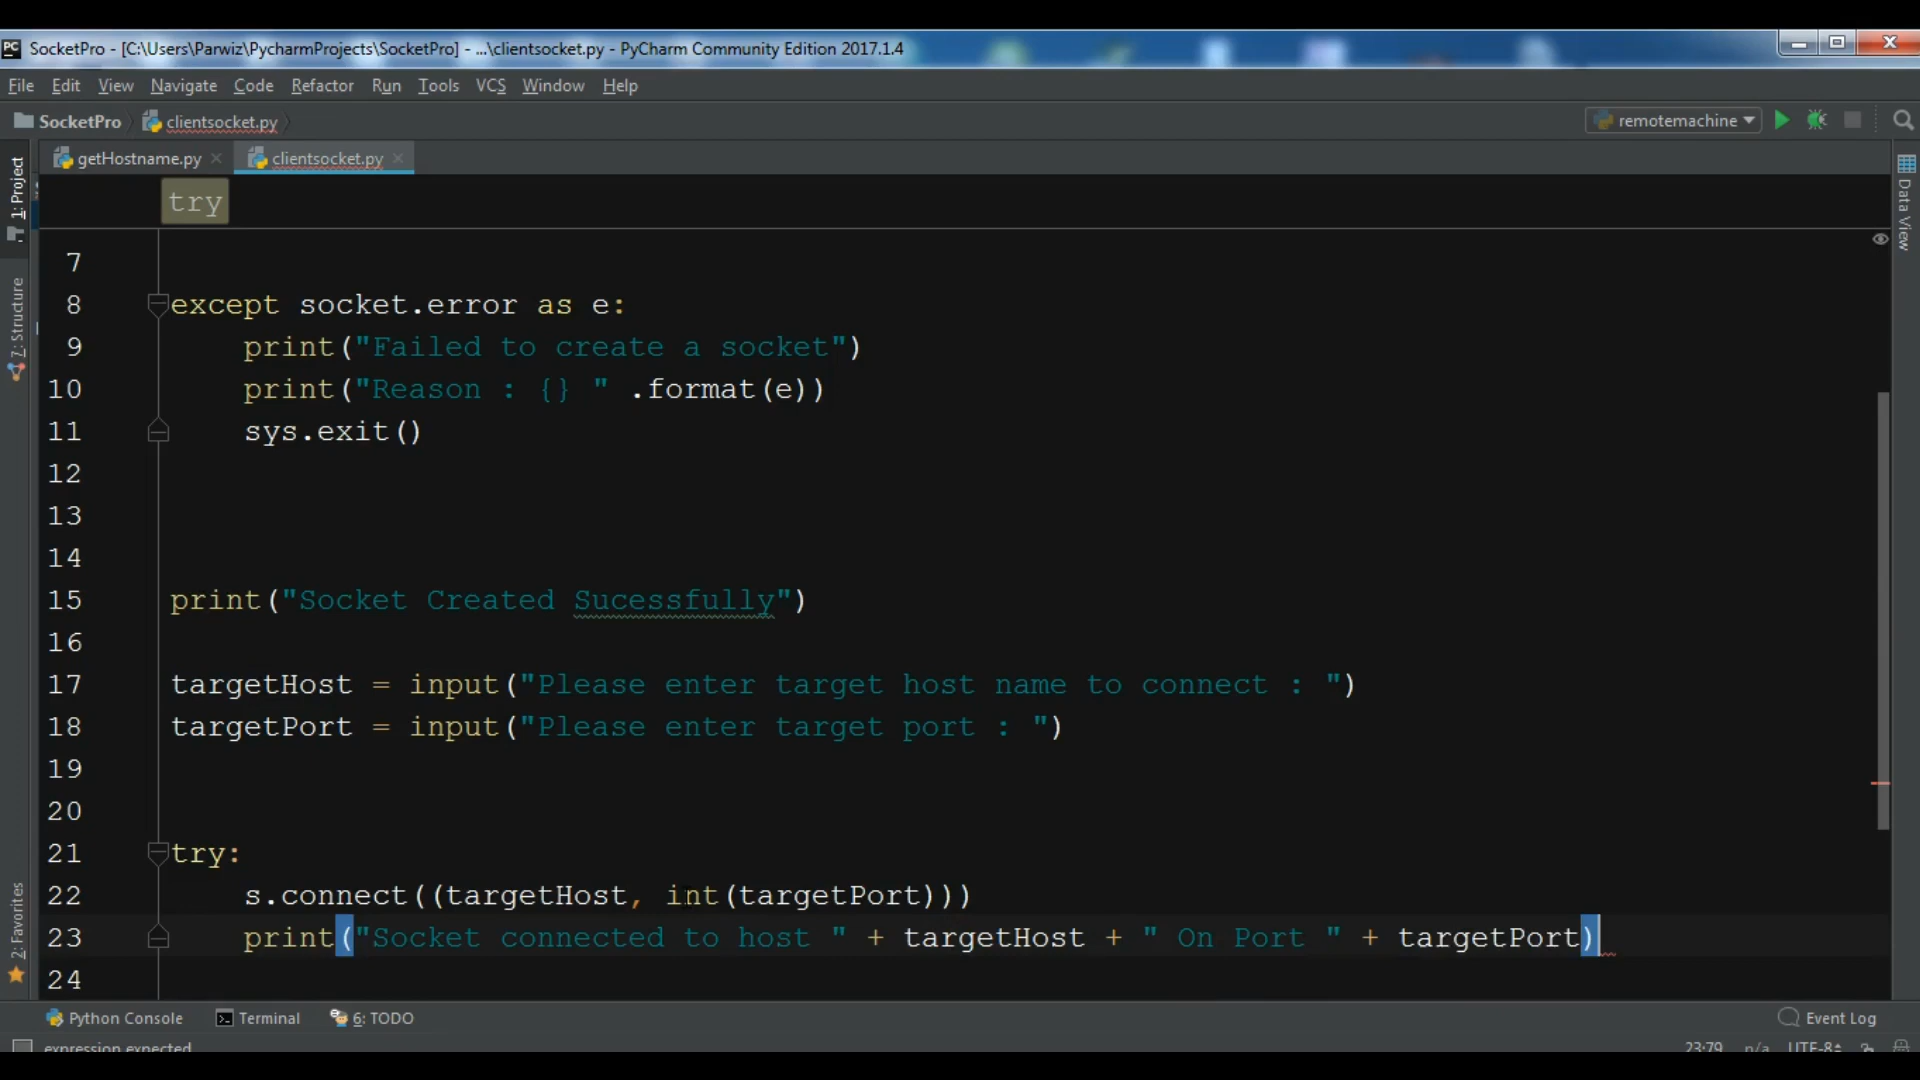 PC SocketPro - [C:\Users\Parwiz\PycharmProjects\SocketPro] - ...\clientsocket.py - PyCharm Community Edition 2017.1.4
File Edit View Navigate Code Refactor Run Tools VCS Window Help
SocketPro clientsocket.py remotemachine
getHostname.py clientsocket.py
1: Project
7: Structure
2: Favorites
Data View
try
7
8 except socket.error as e:
9 print("Failed to create a socket")
10 print("Reason : {} " .format(e))
11 sys.exit()
12
13
14
15 print("Socket Created Sucessfully")
16
17 targetHost = input("Please enter target host name to connect : ")
18 targetPort = input("Please enter target port : ")
19
20
21 try:
22 s.connect((targetHost, int(targetPort)))
23 print("Socket connected to host " + targetHost + " On Port " + targetPort)
24
Python Console Terminal 6: TODO Event Log
expression expected 23:79 n/a UTF-8